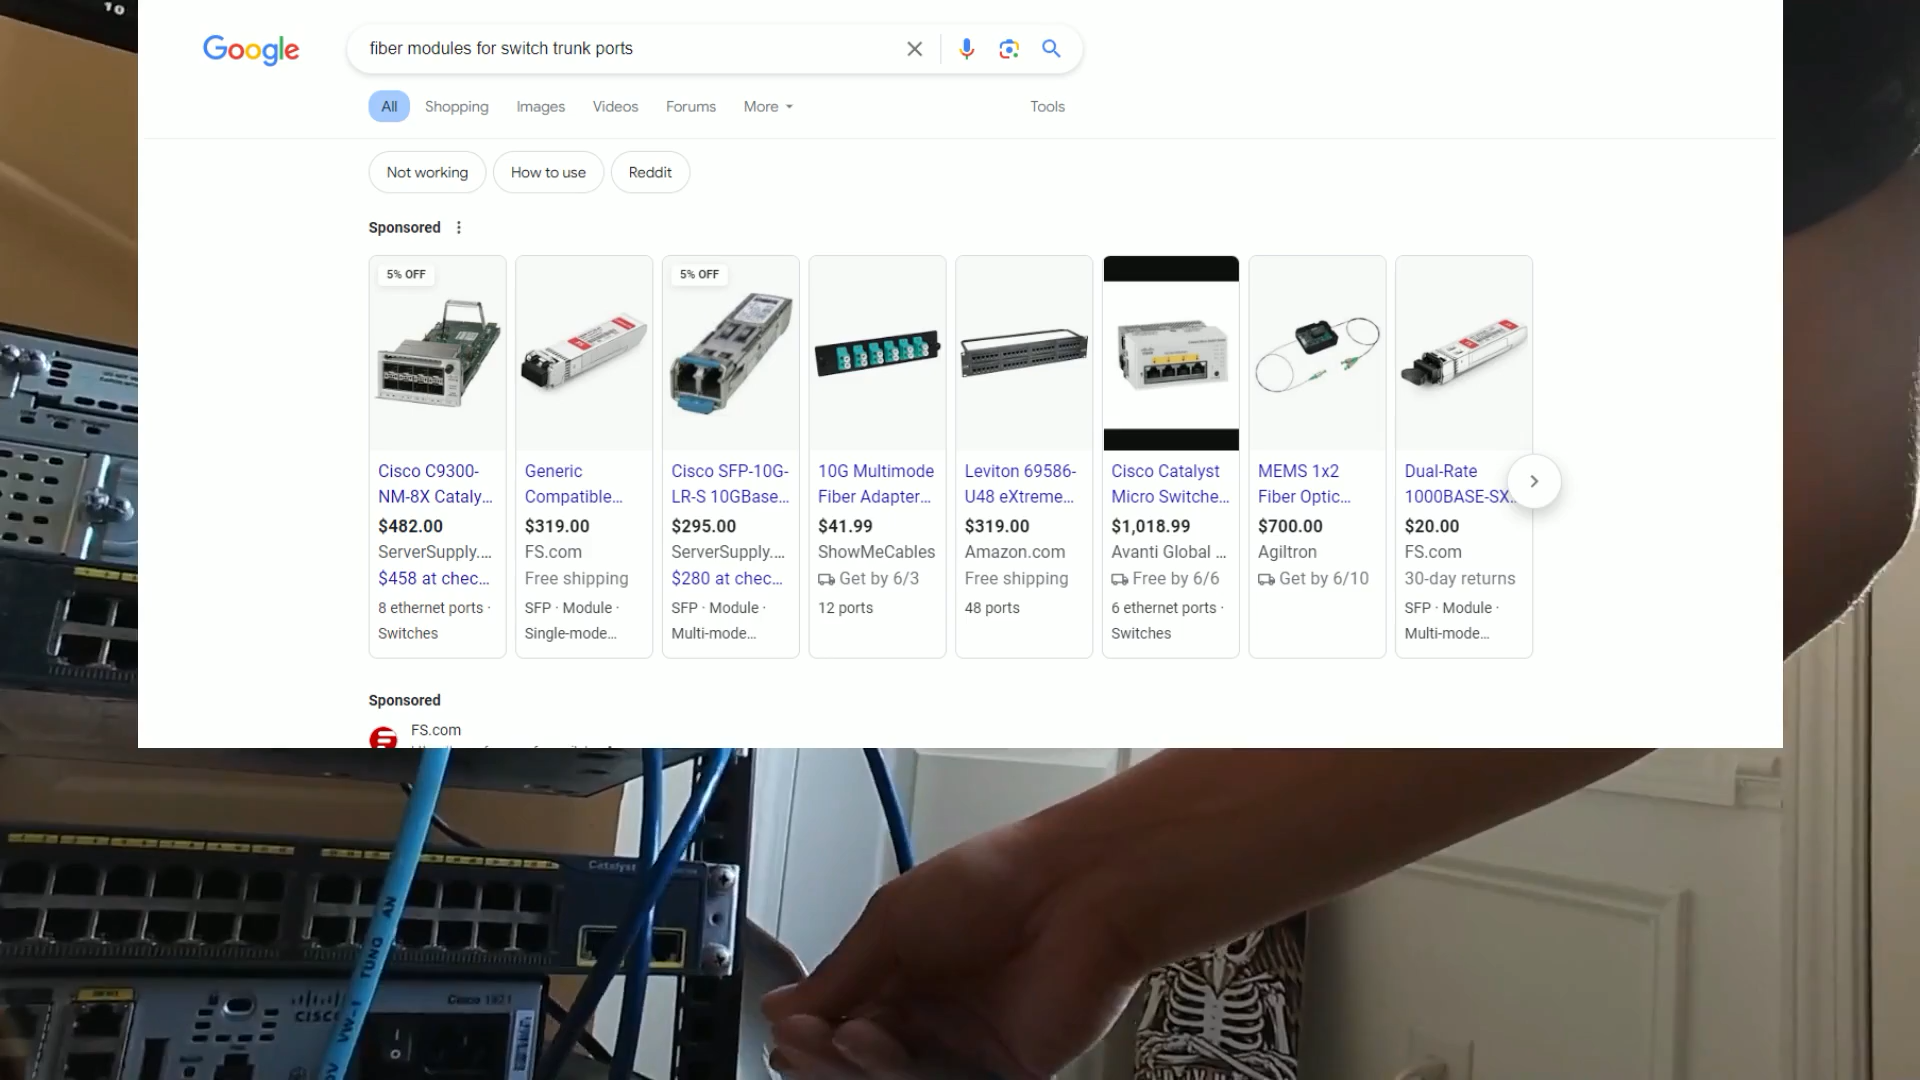 Google
fiber modules for switch trunk ports
All Shopping Images Videos Forums More Tools
Not working How to use Reddit
Sponsored
5% OFF
5% OFF
Cisco C9300-
NM-8X Cataly...
$482.00
ServerSupply....
$458 at chec...
8 ethernet ports ·
Switches
Generic
Compatible...
$319.00
FS.com
Free shipping
SFP · Module ·
Single-mode...
Cisco SFP-10G-
LR-S 10GBase...
$295.00
ServerSupply....
$280 at chec...
SFP · Module ·
Multi-mode...
10G Multimode
Fiber Adapter...
$41.99
ShowMeCables
Get by 6/3
12 ports
Leviton 69586-
U48 eXtreme...
$319.00
Amazon.com
Free shipping
48 ports
Cisco Catalyst
Micro Switche...
$1,018.99
Avanti Global ...
Free by 6/6
6 ethernet ports ·
Switches
MEMS 1x2
Fiber Optic...
$700.00
Agiltron
Get by 6/10
Dual-Rate
1000BASE-SX...
$20.00
FS.com
30-day returns
SFP · Module ·
Multi-mode...
Sponsored
FS.com
Catalyst
Cisco 1921
CISCO
VW-1 TUNG AN